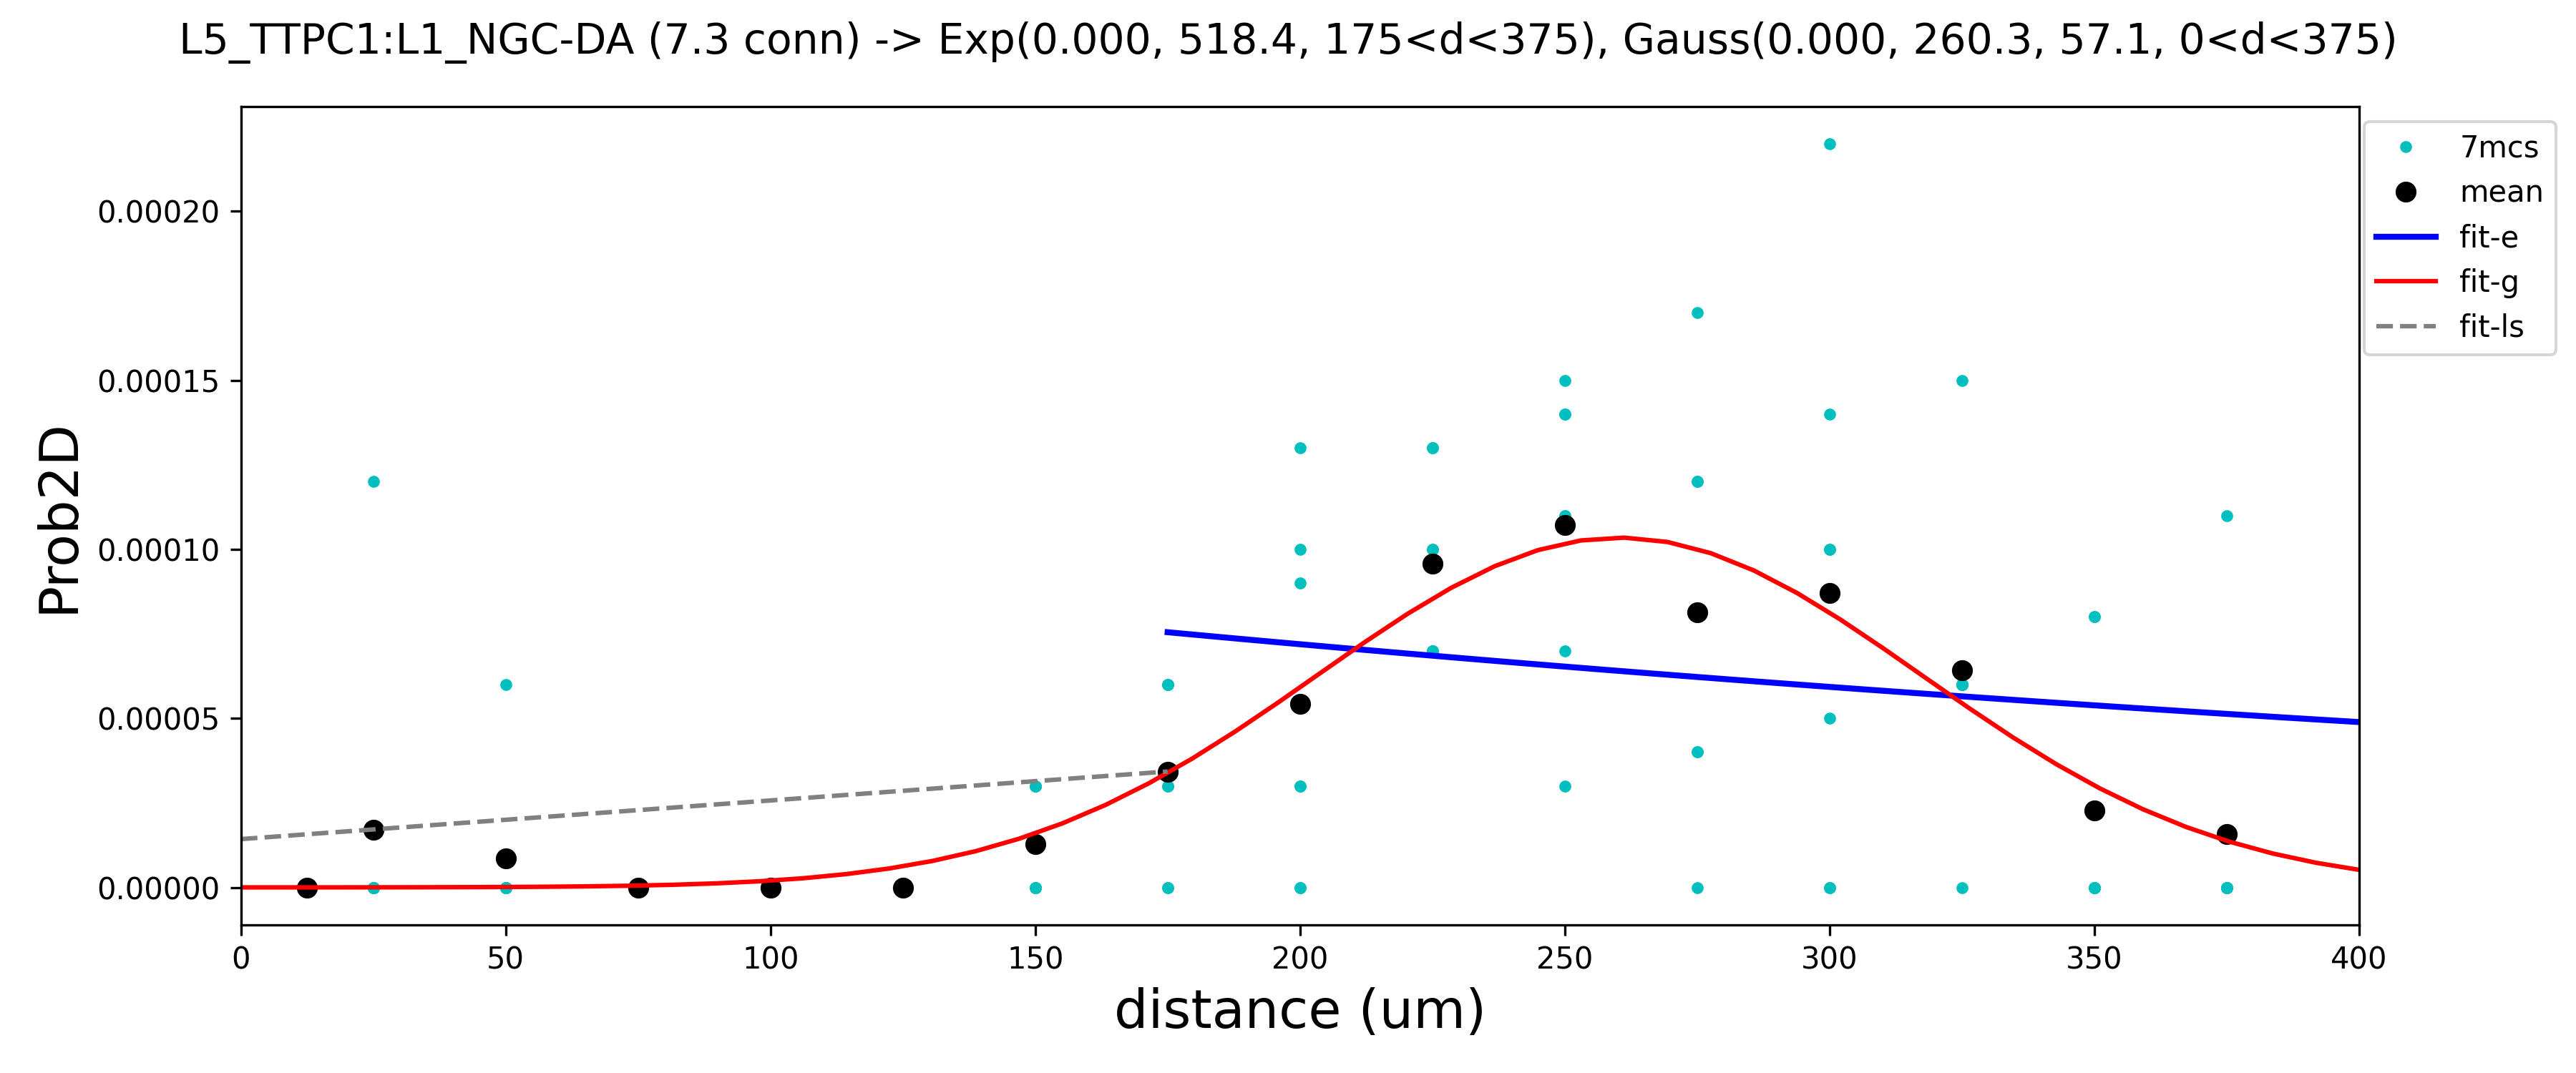 L5_TTPC1:L1_NGC-DA (7.3 conn) -> Exp(0.000, 518.4, 175<d<375), Gauss(0.000, 260.3, 57.1, 0<d<375)
7mcs
mean
fit-e
fit-g
fit-ls
Prob2D
0.00020
0.00015
0.00010
0.00005
0.00000
0 50 100 150 200 250 300 350 400
distance (um)